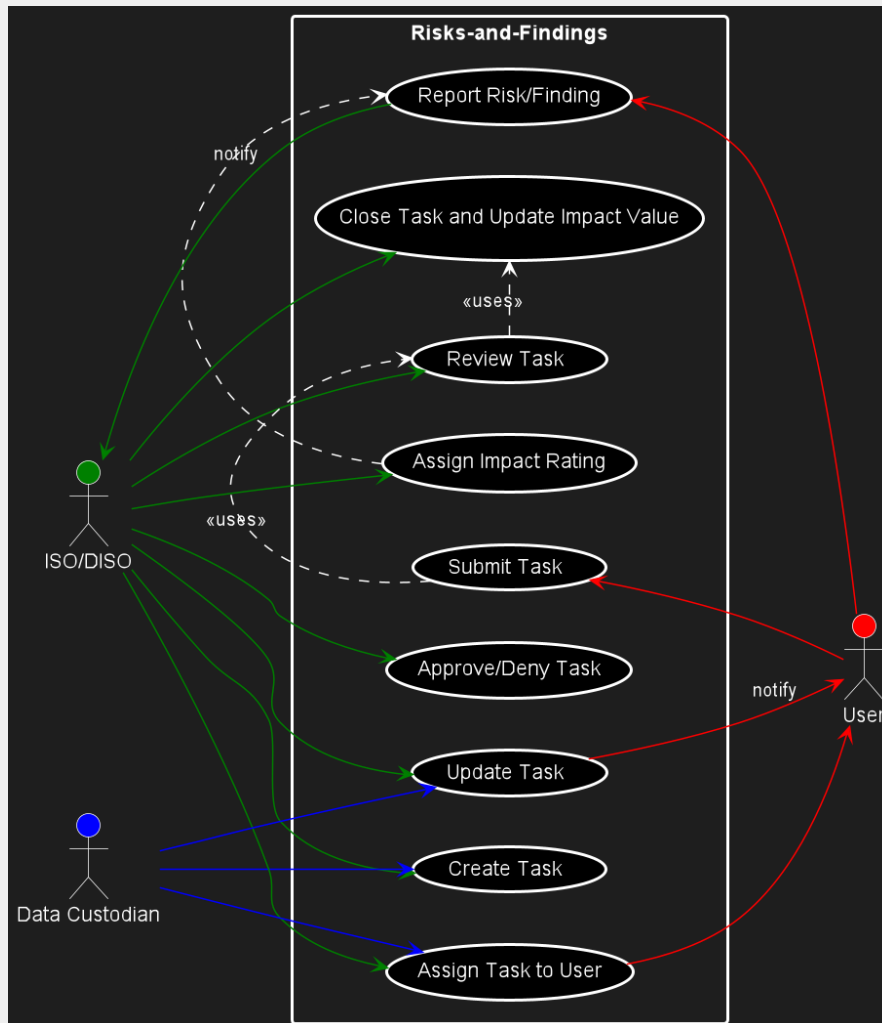 Risks-and-Findings
Report Risk/Finding
notify
Close Task and Update Impact Value
«uses»
Review Task
Assign Impact Rating
«uses»
Submit Task
ISO/DISO
Approve/Deny Task
notify
User
Update Task
Create Task
Data Custodian
Assign Task to User